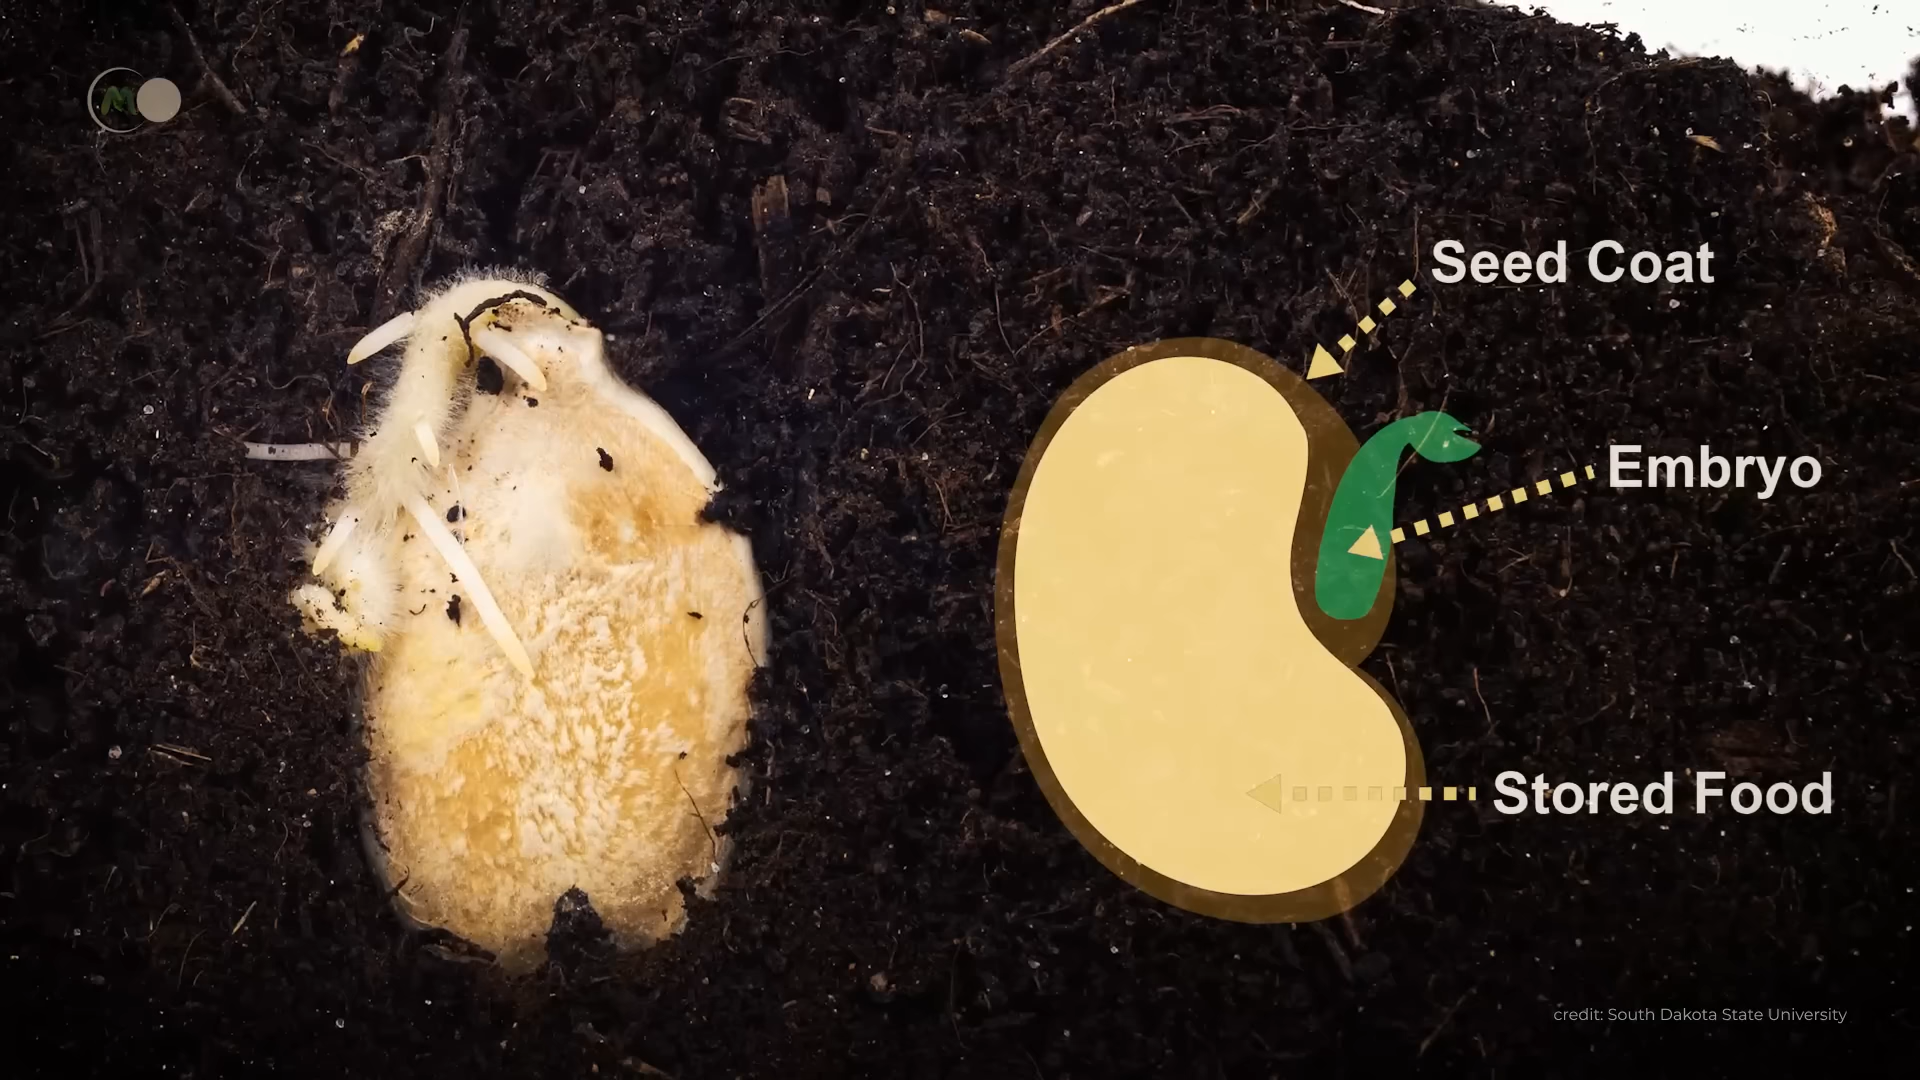 Seed Coat
Embryo
Stored Food
credit: South Dakota State University